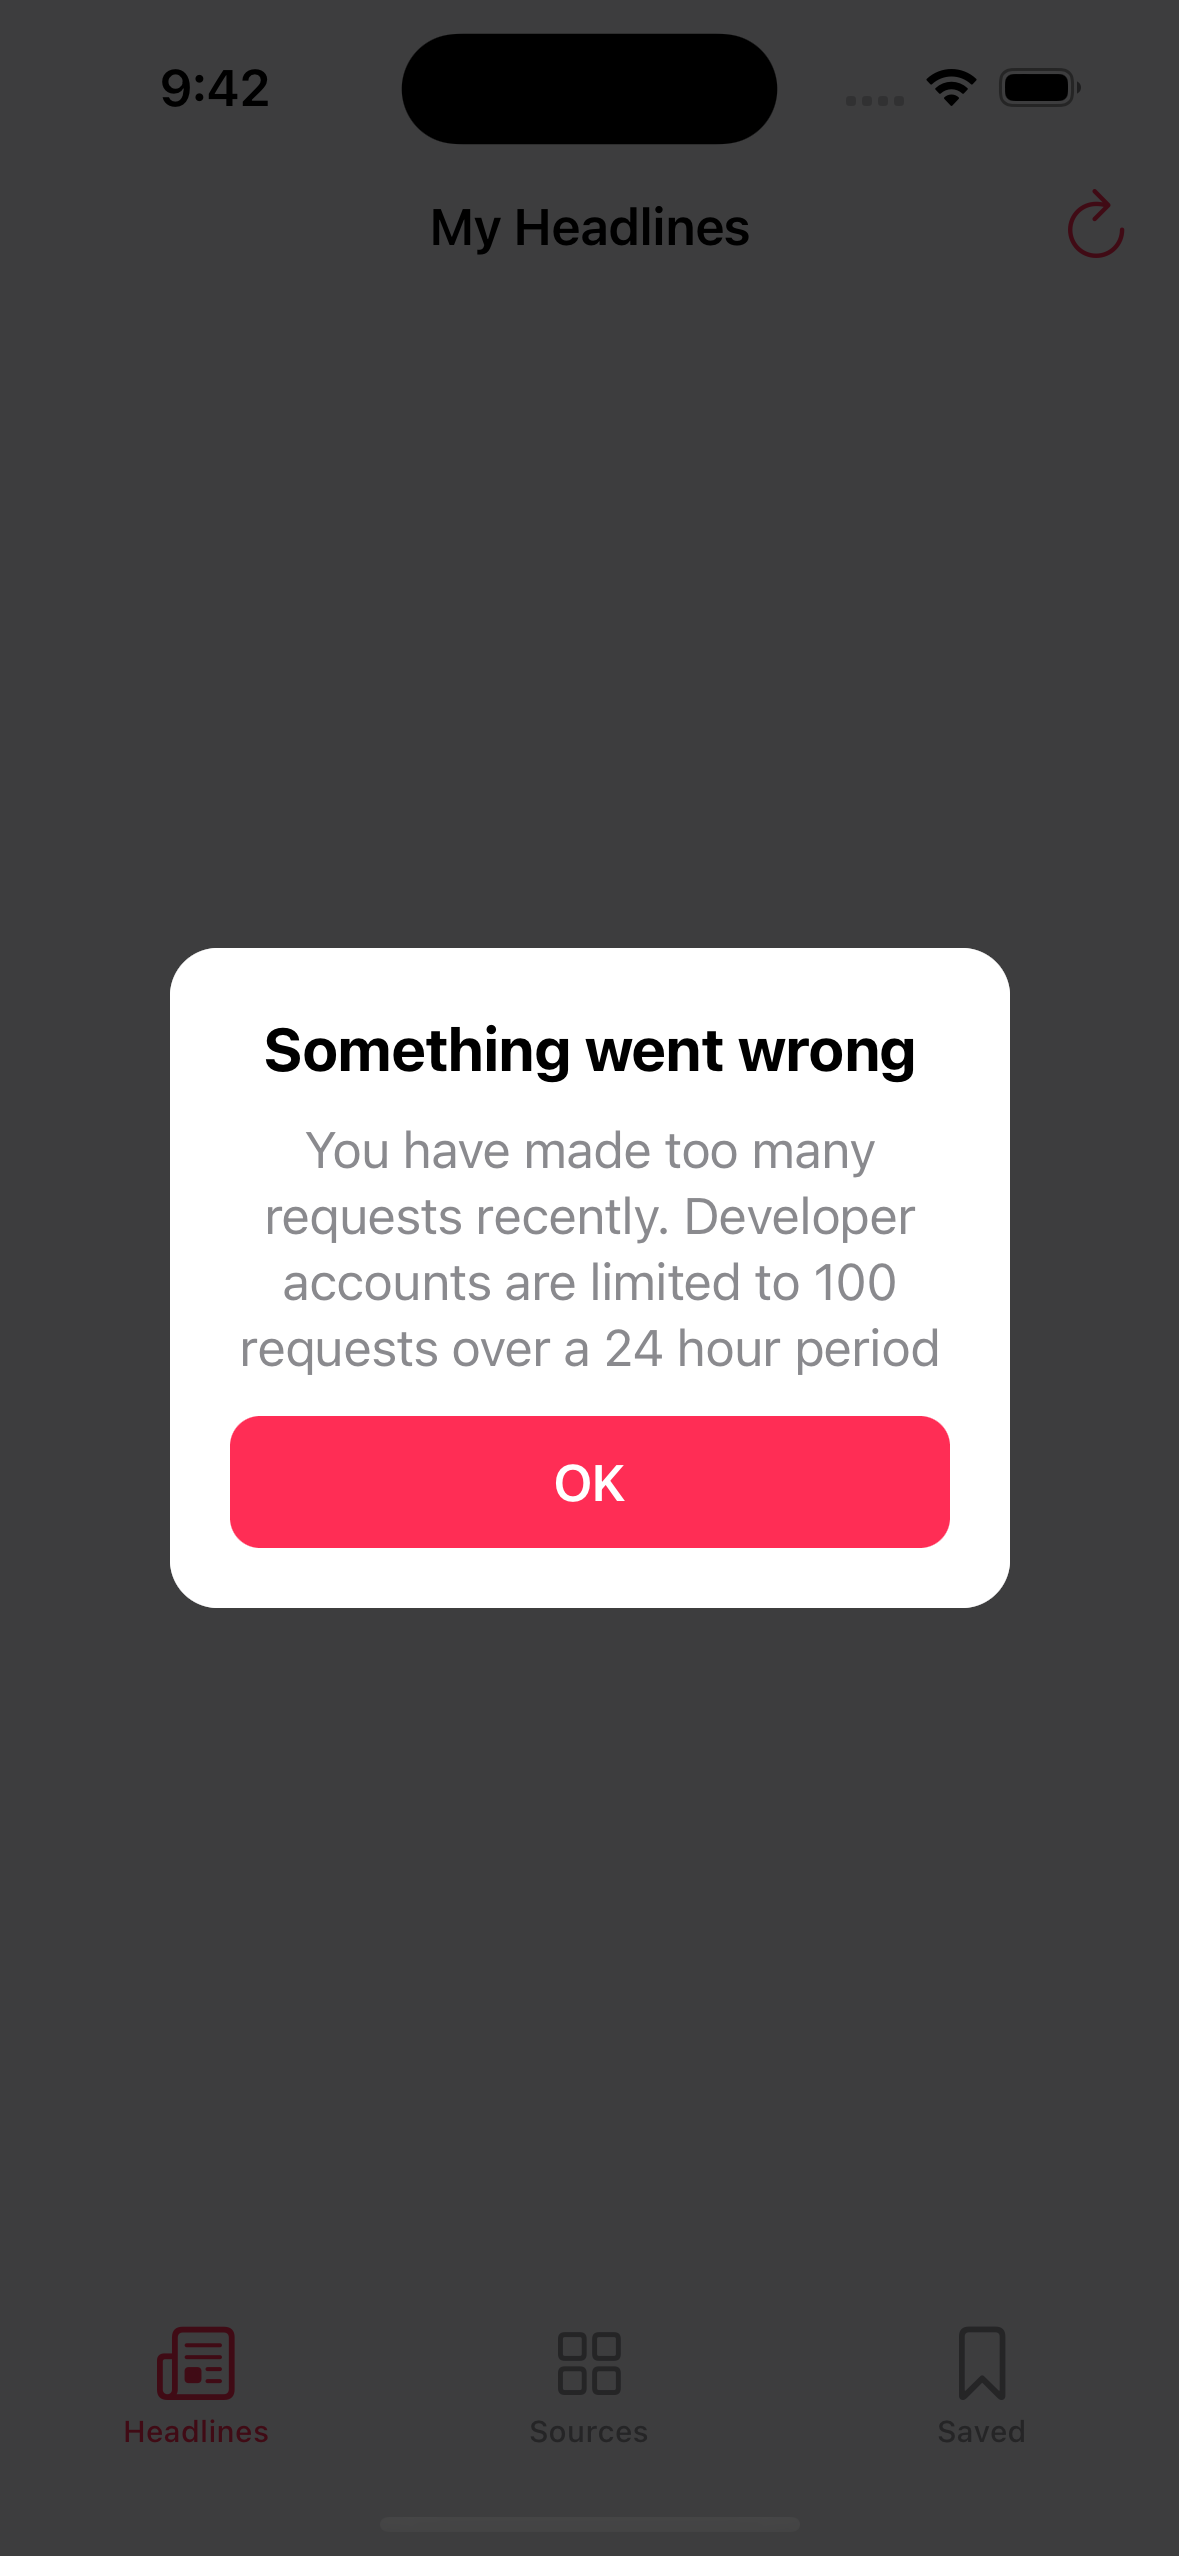 9:42
My Headlines
Something went wrong
You have made too many
requests recently. Developer
accounts are limited to 100
requests over a 24 hour period
OK
Headlines
Sources
Saved